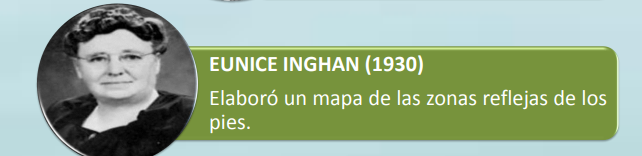 EUNICE INGHAN (1930)
Elaboró un mapa de las zonas reflejas de los
pies.